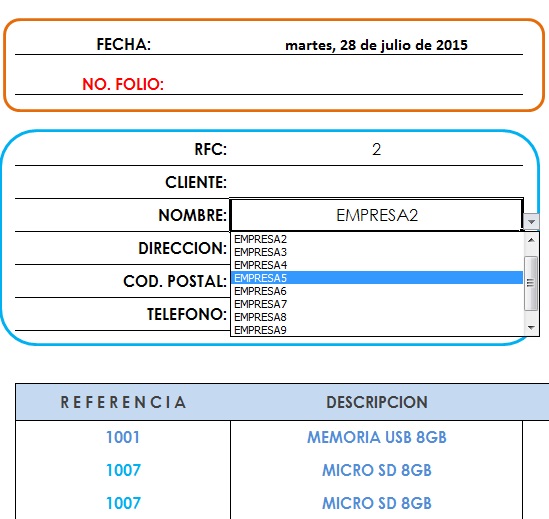 FECHA: martes, 28 de julio de 2015
NO. FOLIO:
RFC: 2
CLIENTE:
NOMBRE: EMPRESA2
EMPRESA2
EMPRESA3
EMPRESA4
EMPRESA5
EMPRESA6
EMPRESA7
EMPRESA8
EMPRESA9
DIRECCION:
COD. POSTAL:
TELEFONO:
REFERENCIA DESCRIPCION
1001 MEMORIA USB 8GB
1007 MICRO SD 8GB
1007 MICRO SD 8GB